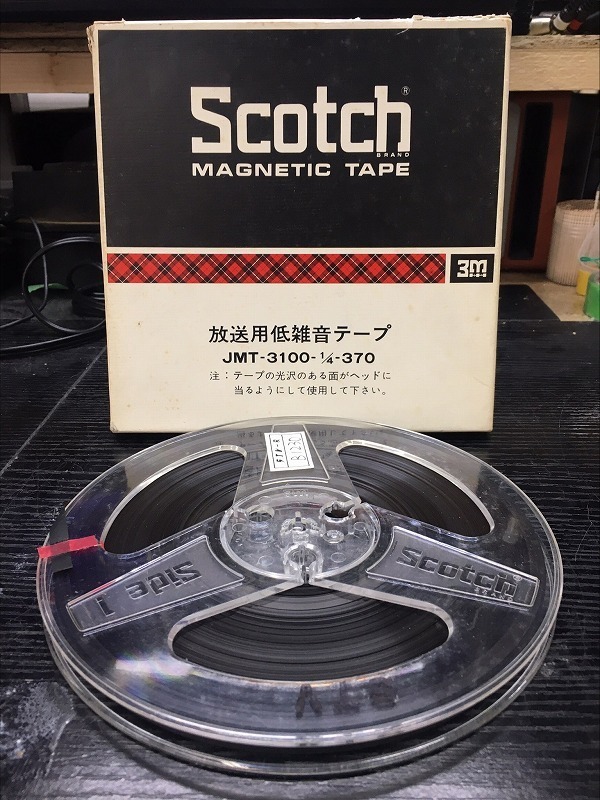 Scotch®
BRAND
MAGNETIC TAPE
3M
放送用低雑音テープ
JMT-3100-¼-370
注：テープの光沢のある面がヘッドに
当るようにして使用して下さい。
Scotch®
BRAND
Side 1